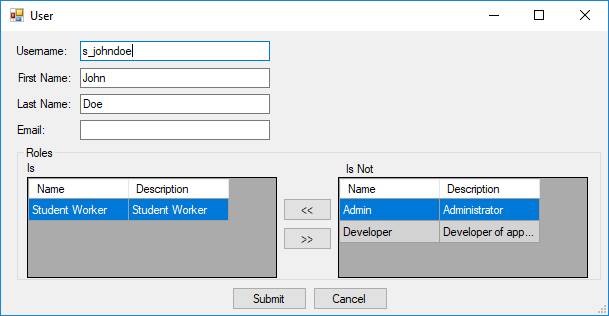 User
Username: s_johndoe
First Name: John
Last Name: Doe
Email:
Roles
Is
Is Not
Name Description
Student Worker Student Worker
<<
>>
Name Description
Admin Administrator
Developer Developer of app...
Submit Cancel